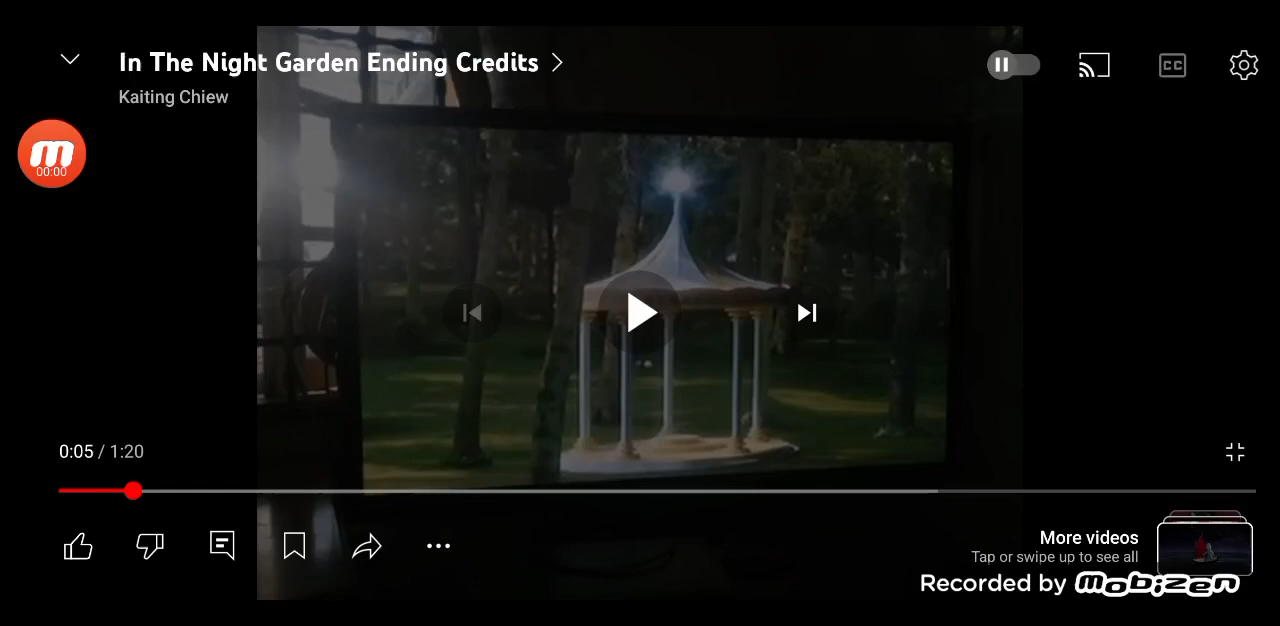 In The Night Garden Ending Credits
Kaiting Chiew
CC
m
00:00
0:05 / 1:20
More videos
Tap or swipe up to see all
Recorded by mobizen